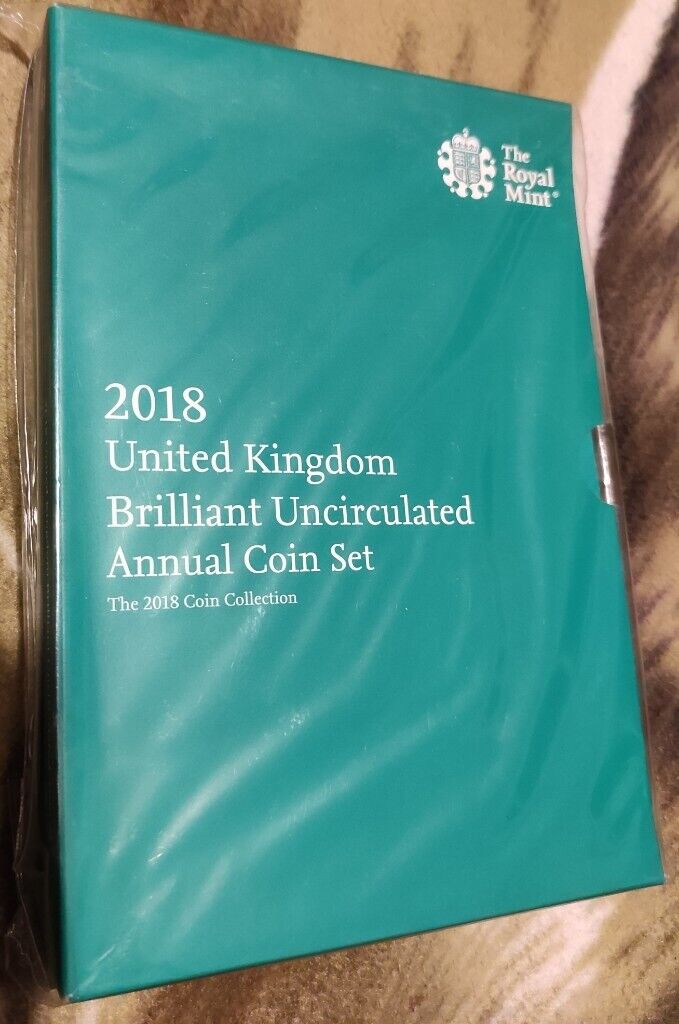 The
Royal
Mint®
2018
United Kingdom
Brilliant Uncirculated
Annual Coin Set
The 2018 Coin Collection